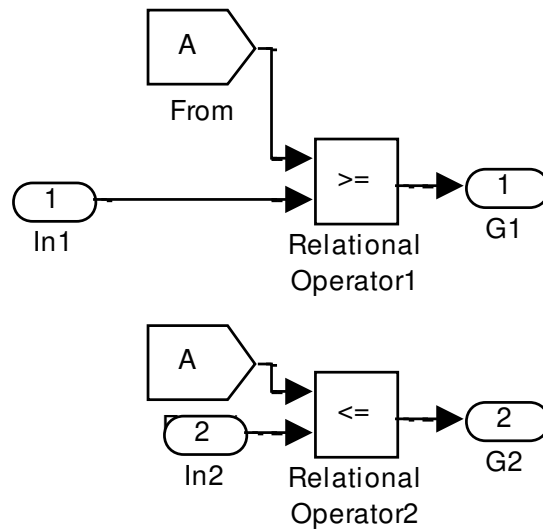 A
From
>=
1
1
In1
G1
Relational
Operator1
A
<=
2
2
In2
G2
Relational
Operator2